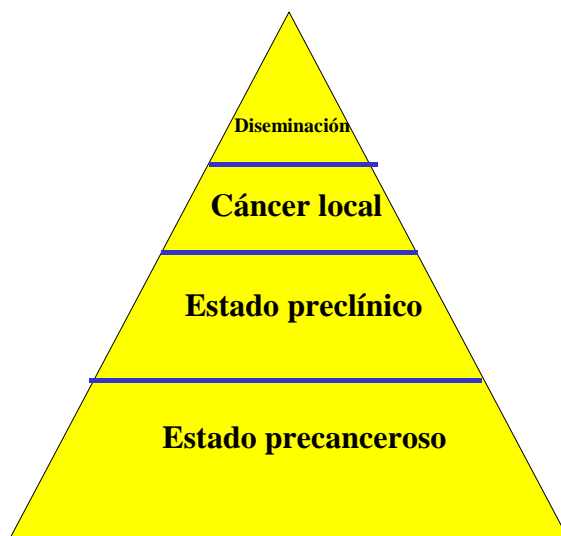 Diseminación
Cáncer local
Estado preclínico
Estado precanceroso